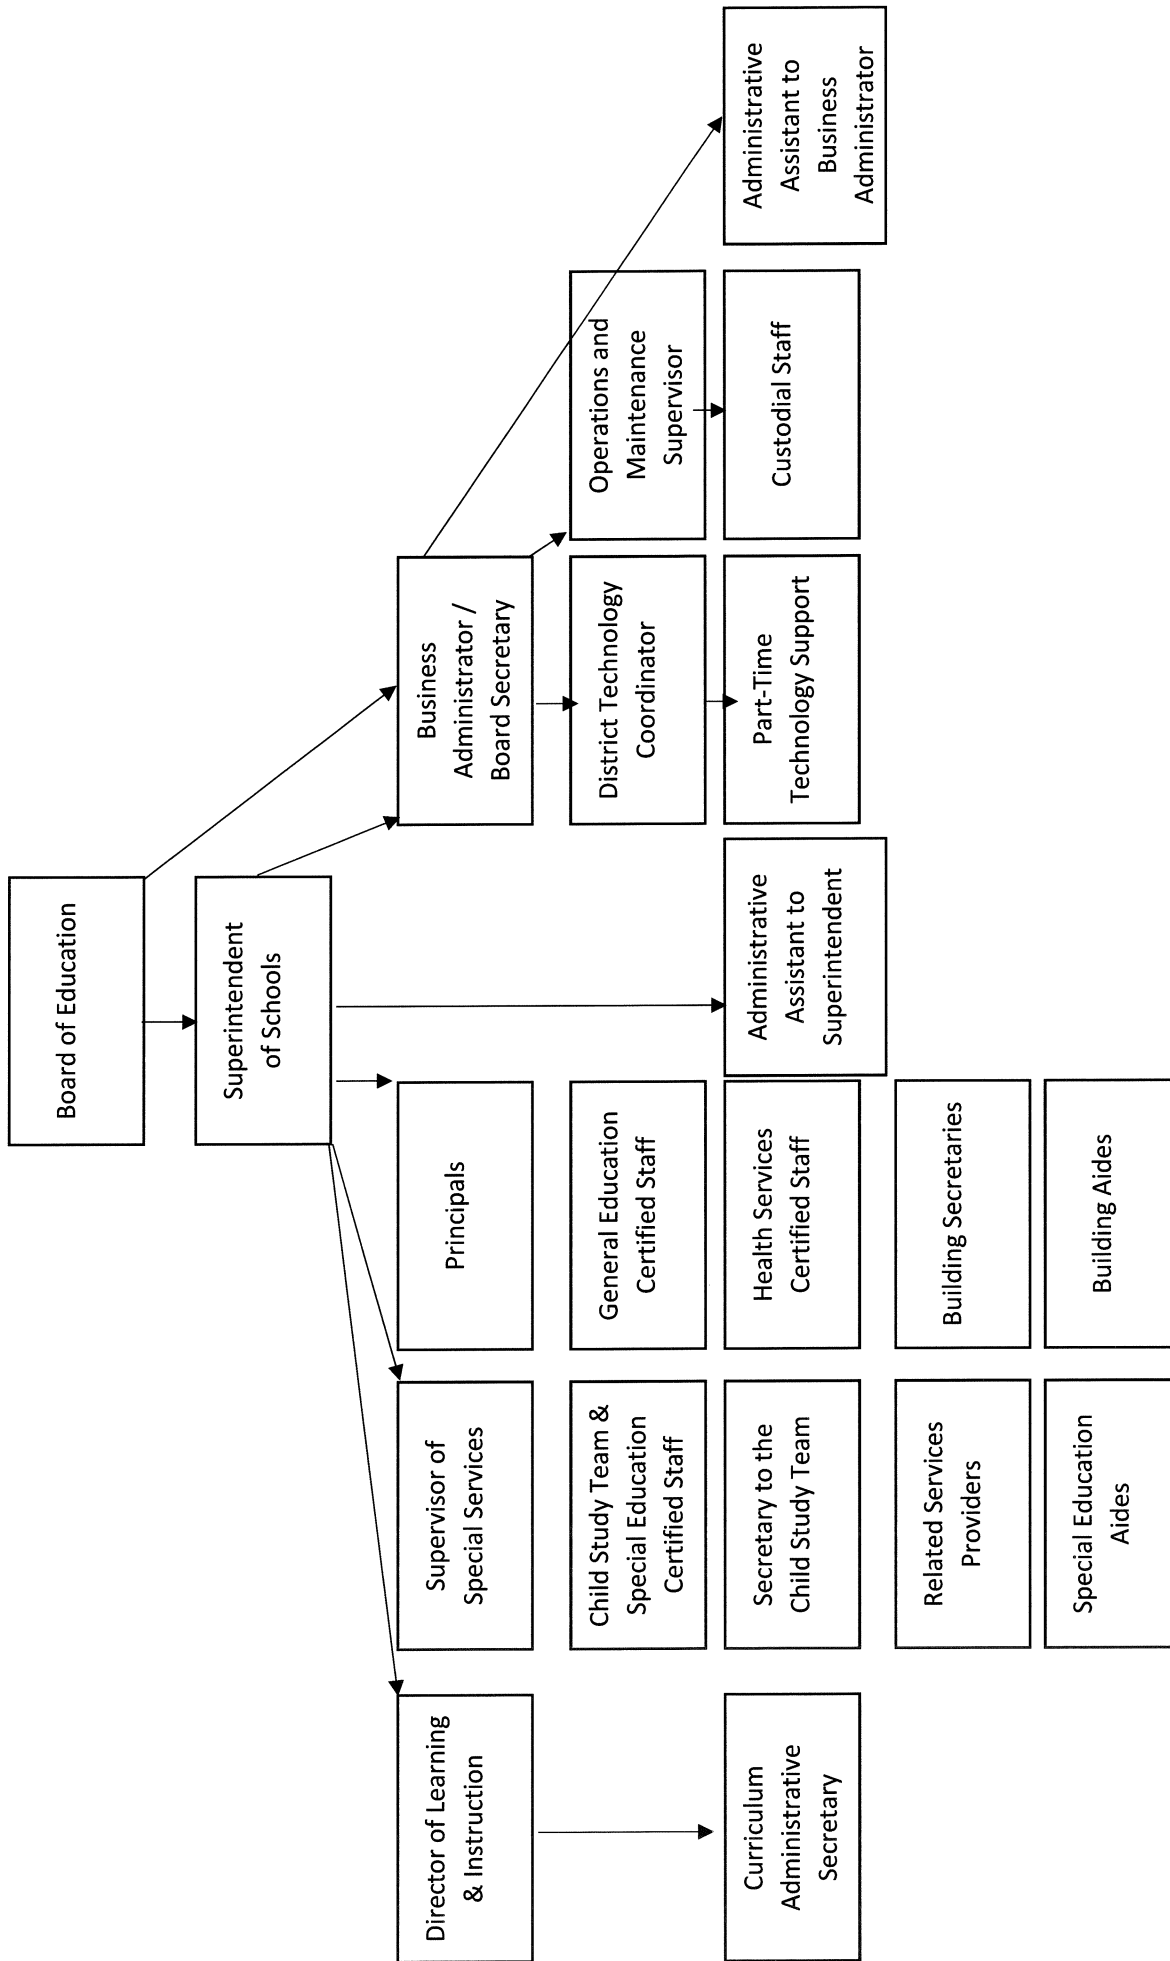 Board of Education
Superintendent
of Schools
Director of Learning
& Instruction
Supervisor of
Special Services
Principals
Business
Administrator /
Board Secretary
Child Study Team &
Special Education
Certified Staff
General Education
Certified Staff
District Technology
Coordinator
Operations and
Maintenance
Supervisor
Curriculum
Administrative
Secretary
Secretary to the
Child Study Team
Health Services
Certified Staff
Administrative
Assistant to
Superintendent
Part-Time
Technology Support
Custodial Staff
Administrative
Assistant to
Business
Administrator
Related Services
Providers
Building Secretaries
Special Education
Aides
Building Aides